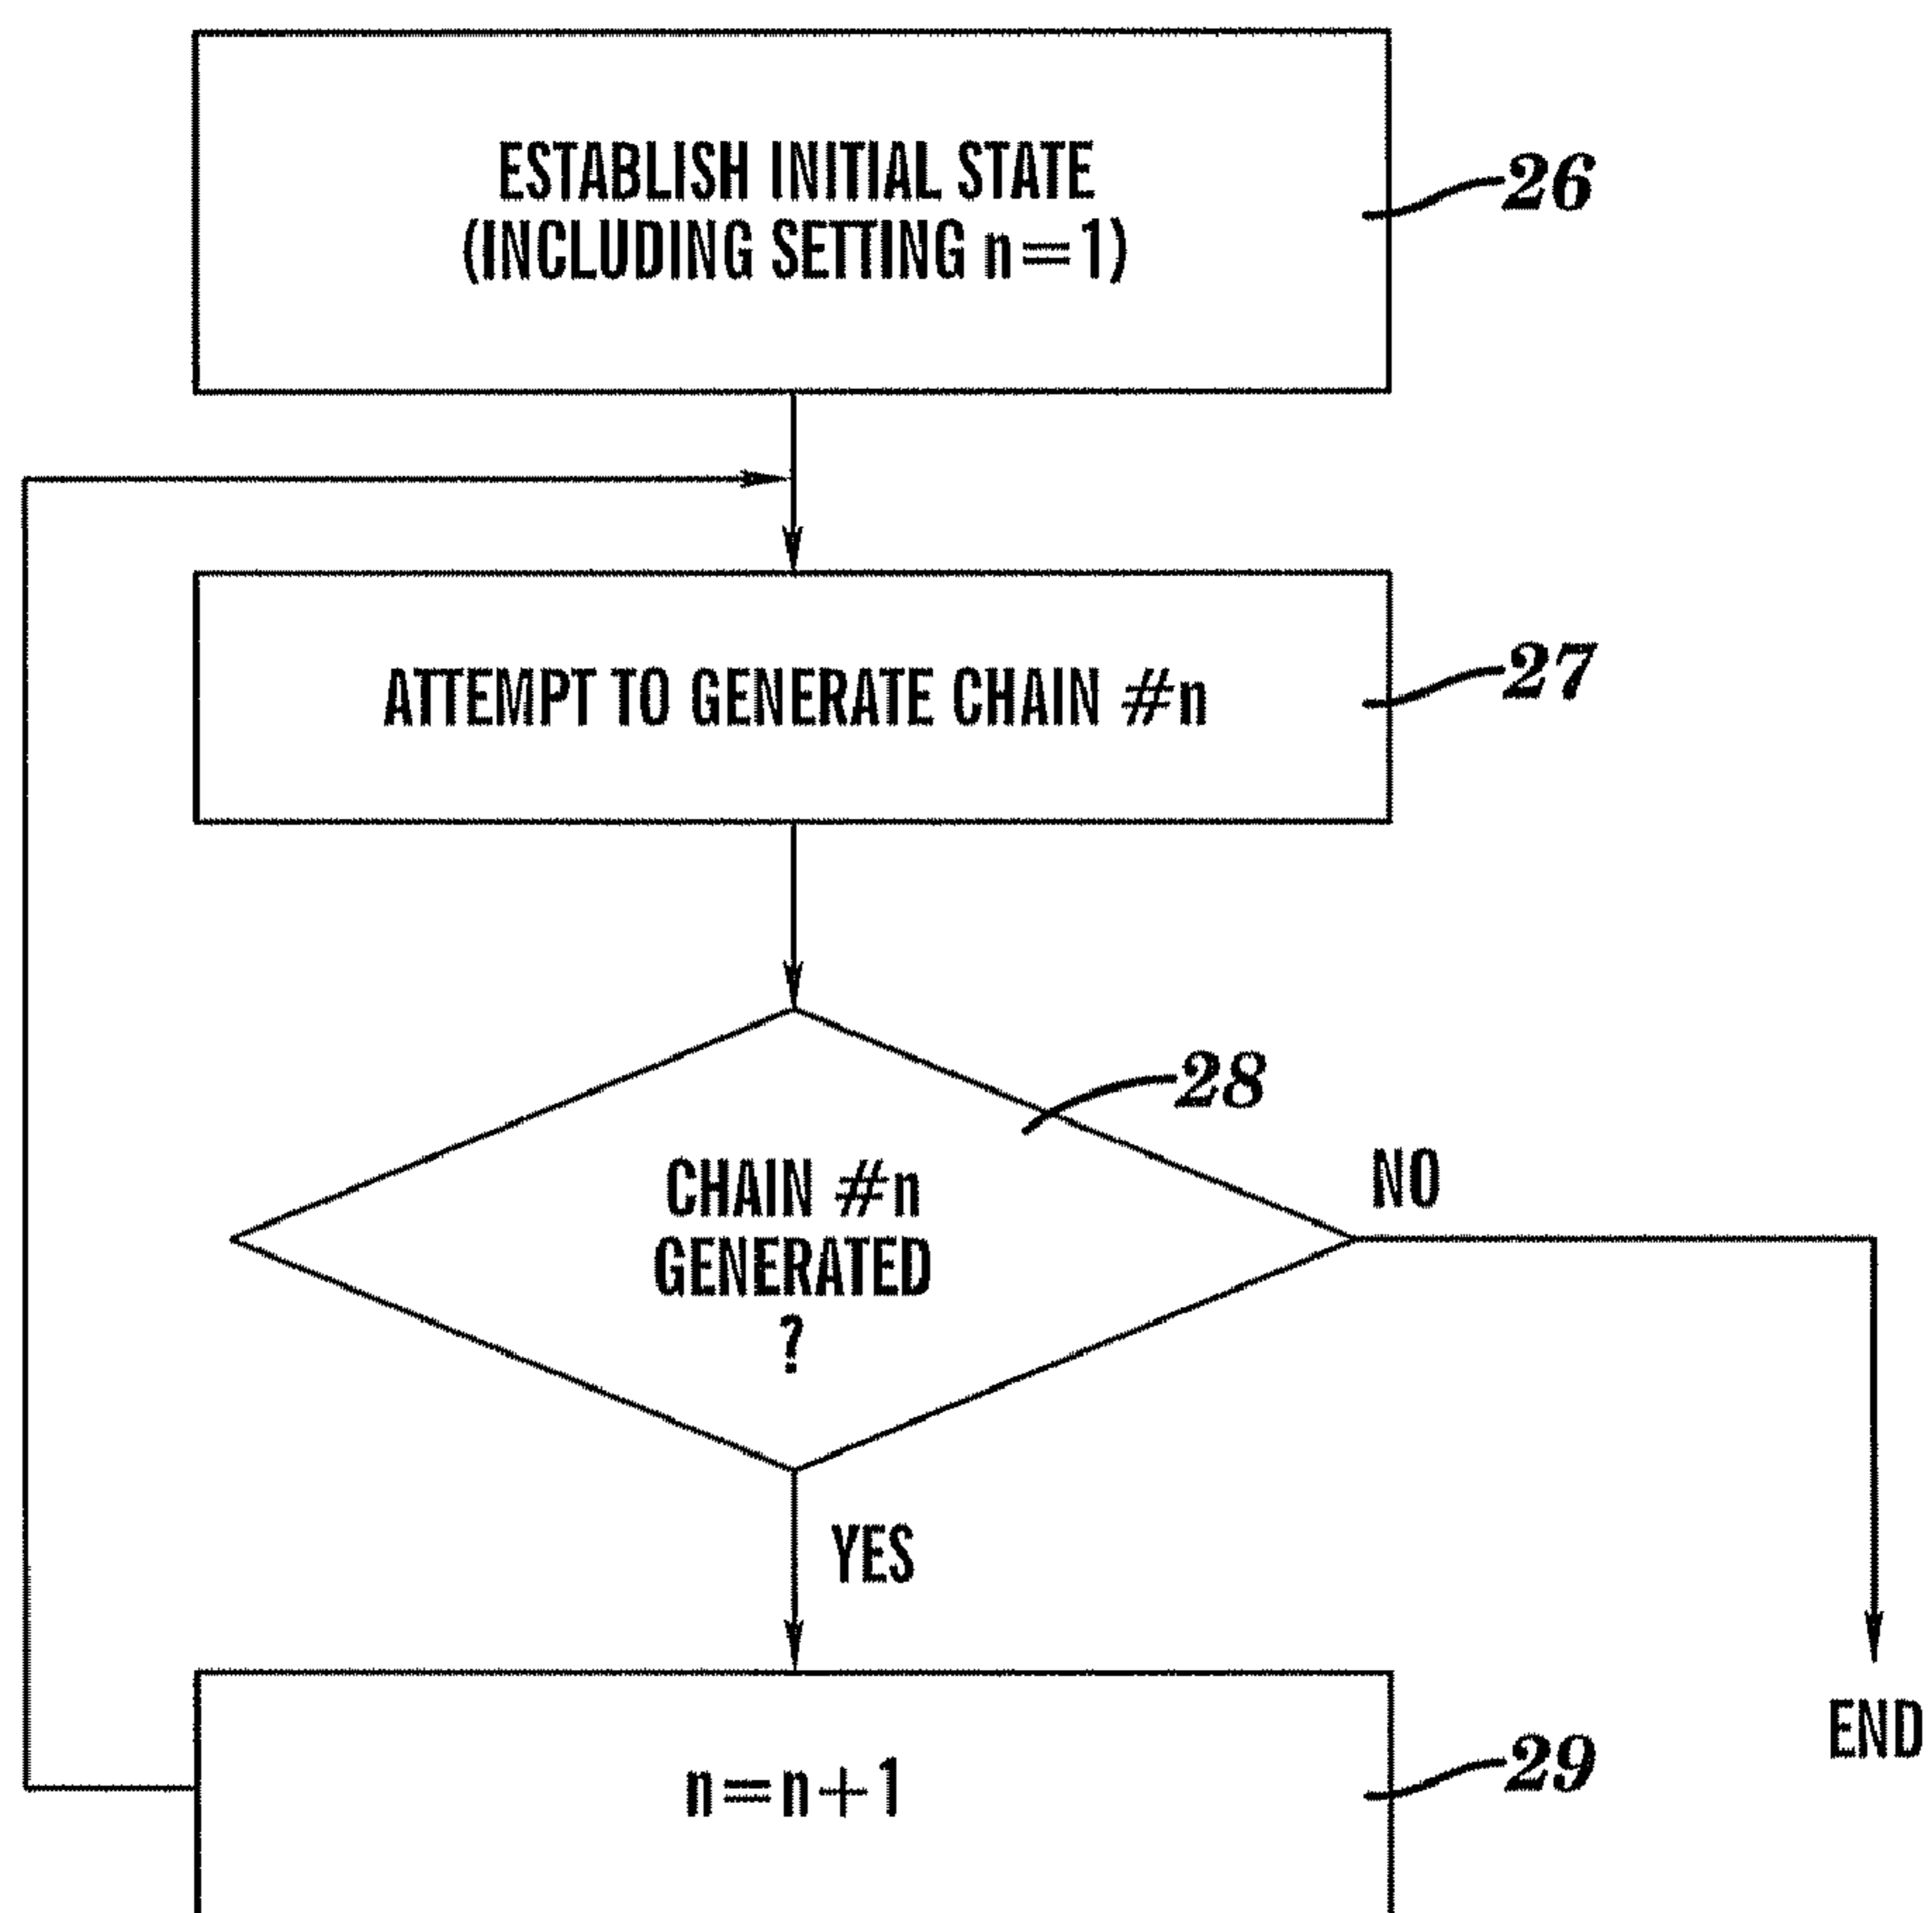 ESTABLISH INITIAL STATE
(INCLUDING SETTING n=1)
26
ATTEMPT TO GENERATE CHAIN #n
27
28
CHAIN #n
GENERATED
?
NO
YES
END
n=n+1
29